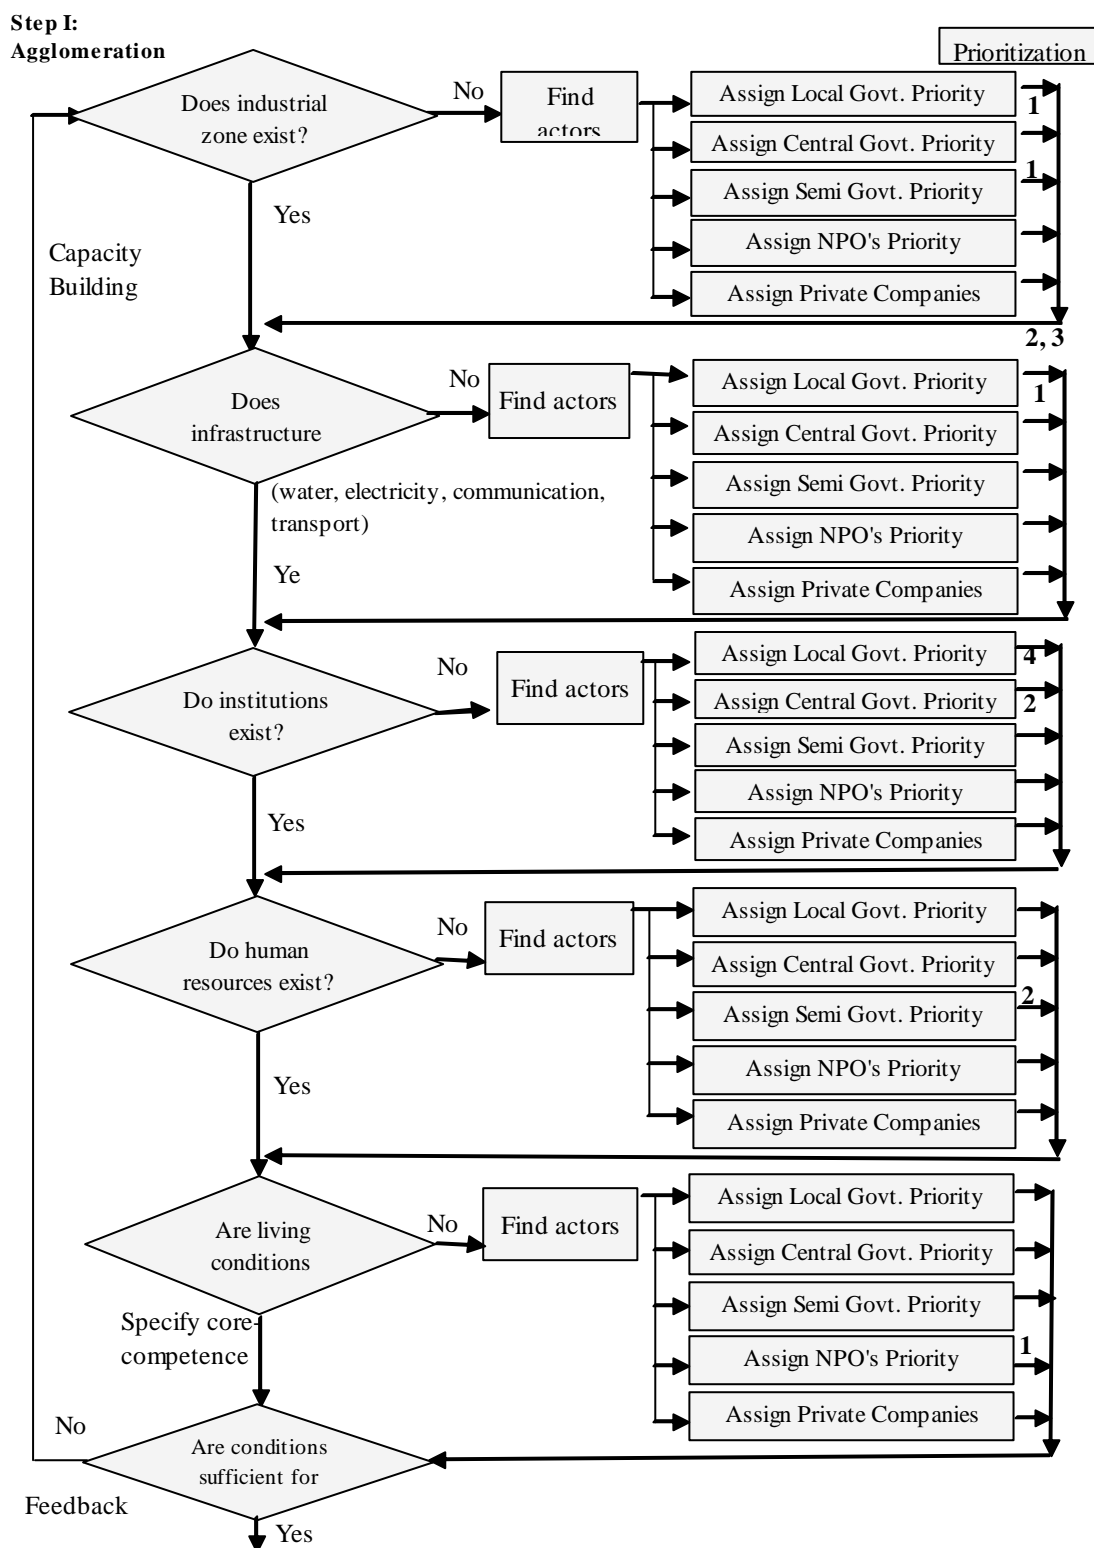 Step I:
Agglomeration
Prioritization
Does industrial
zone exist?
No
Find
actors
Assign Local Govt. Priority
1
Assign Central Govt. Priority
1
Assign Semi Govt. Priority
Assign NPO's Priority
Assign Private Companies
Yes
Capacity
Building
2, 3
Does
infrastructure
No
Find actors
Assign Local Govt. Priority
1
Assign Central Govt. Priority
Assign Semi Govt. Priority
Assign NPO's Priority
Assign Private Companies
(water, electricity, communication,
transport)
Ye
Do institutions
exist?
No
Find actors
Assign Local Govt. Priority
4
Assign Central Govt. Priority
2
Assign Semi Govt. Priority
Assign NPO's Priority
Assign Private Companies
Yes
Do human
resources exist?
No
Find actors
Assign Local Govt. Priority
Assign Central Govt. Priority
2
Assign Semi Govt. Priority
Assign NPO's Priority
Assign Private Companies
Yes
Are living
conditions
No
Find actors
Assign Local Govt. Priority
Assign Central Govt. Priority
Assign Semi Govt. Priority
1
Assign NPO's Priority
Assign Private Companies
Specify core-
competence
No
Are conditions
sufficient for
Feedback
Yes